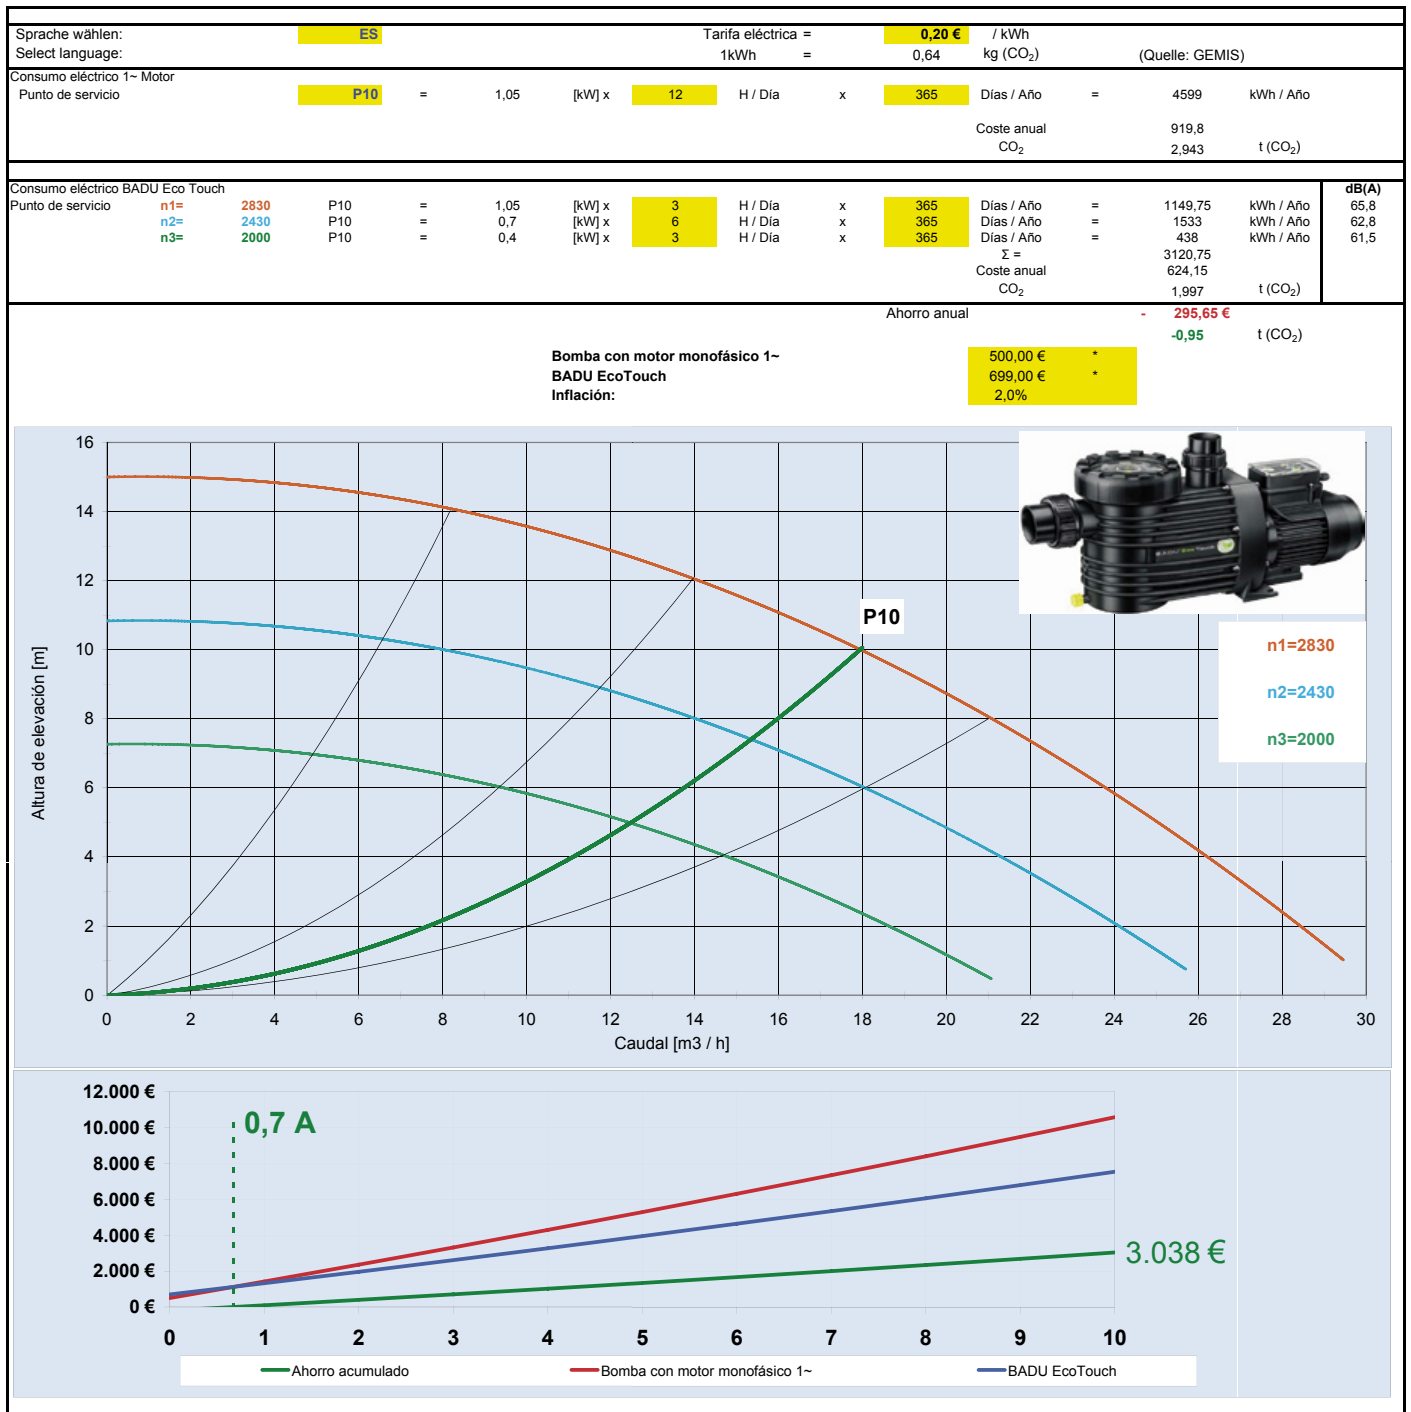 Sprache wählen: ES Tarifa eléctrica = 0,20 € / kWh
Select language: 1kWh = 0,64 kg (CO2) (Quelle: GEMIS)
Consumo eléctrico 1~ Motor
Punto de servicio P10 = 1,05 [kW] x 12 H / Día x 365 Días / Año = 4599 kWh / Año
Coste anual 919,8
CO2 2,943 t (CO2)
Consumo eléctrico BADU Eco Touch dB(A)
Punto de servicio n1= 2830 P10 = 1,05 [kW] x 3 H / Día x 365 Días / Año = 1149,75 kWh / Año 65,8
n2= 2430 P10 = 0,7 [kW] x 6 H / Día x 365 Días / Año = 1533 kWh / Año 62,8
n3= 2000 P10 = 0,4 [kW] x 3 H / Día x 365 Días / Año = 438 kWh / Año 61,5
Σ = 3120,75
Coste anual 624,15
CO2 1,997 t (CO2)
Ahorro anual - 295,65 €
-0,95 t (CO2)
Bomba con motor monofásico 1~ 500,00 € *
BADU EcoTouch 699,00 € *
Inflación: 2,0%
16
14
12
10
8
6
4
2
0
Altura de elevación [m]
P10
BADU Eco Touch
n1=2830
n2=2430
n3=2000
0 2 4 6 8 10 12 14 16 18 20 22 24 26 28 30
Caudal [m3 / h]
12.000 €
10.000 €
8.000 €
6.000 €
4.000 €
2.000 €
0 €
0,7 A
3.038 €
0 1 2 3 4 5 6 7 8 9 10
Ahorro acumulado Bomba con motor monofásico 1~ BADU EcoTouch